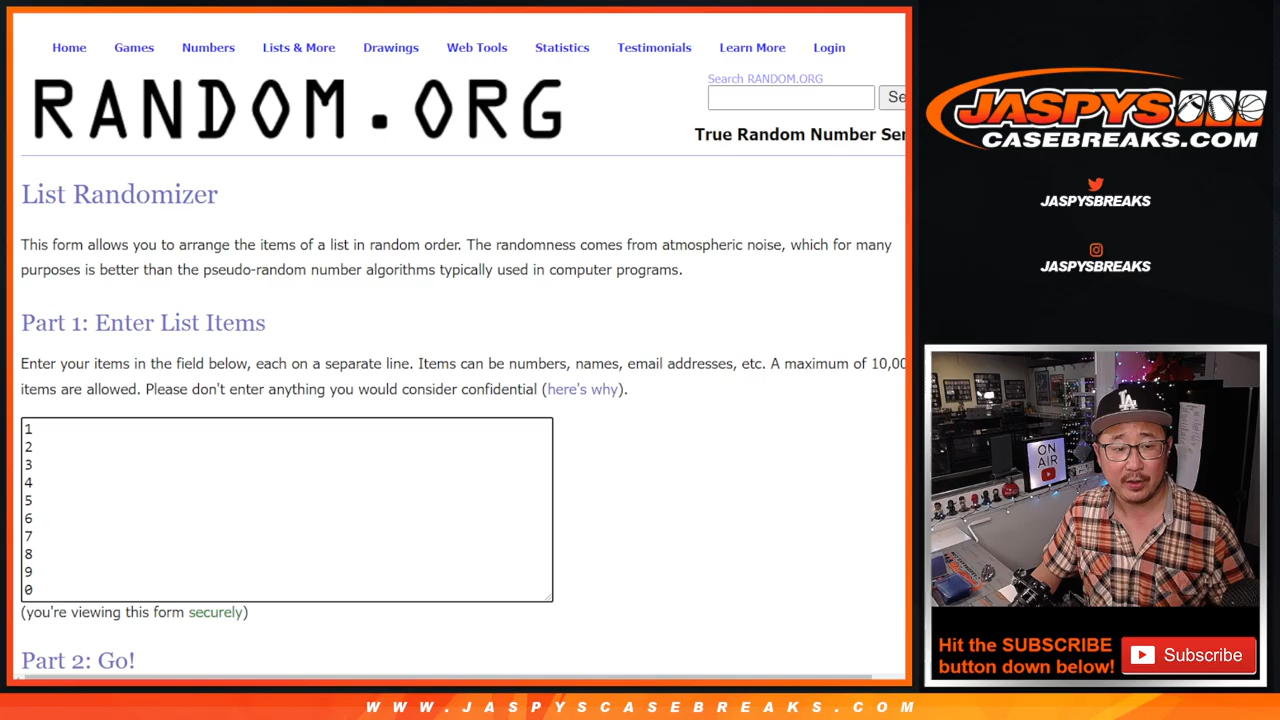 Home Games Numbers Lists & More Drawings Web Tools Statistics Testimonials Learn More Login
RANDOM.ORG
Search RANDOM.ORG
Se
True Random Number Ser
List Randomizer
This form allows you to arrange the items of a list in random order. The randomness comes from atmospheric noise, which for many
purposes is better than the pseudo-random number algorithms typically used in computer programs.
Part 1: Enter List Items
Enter your items in the field below, each on a separate line. Items can be numbers, names, email addresses, etc. A maximum of 10,00
items are allowed. Please don't enter anything you would consider confidential (here's why).
1
2
3
4
5
6
7
8
9
0
(you're viewing this form securely)
Part 2: Go!
JASPYS
CASEBREAKS.COM
JASPYSBREAKS
JASPYSBREAKS
ON
AIR
LA
Hit the SUBSCRIBE
button down below!
Subscribe
WWW.JASPYSCASEBREAKS.COM